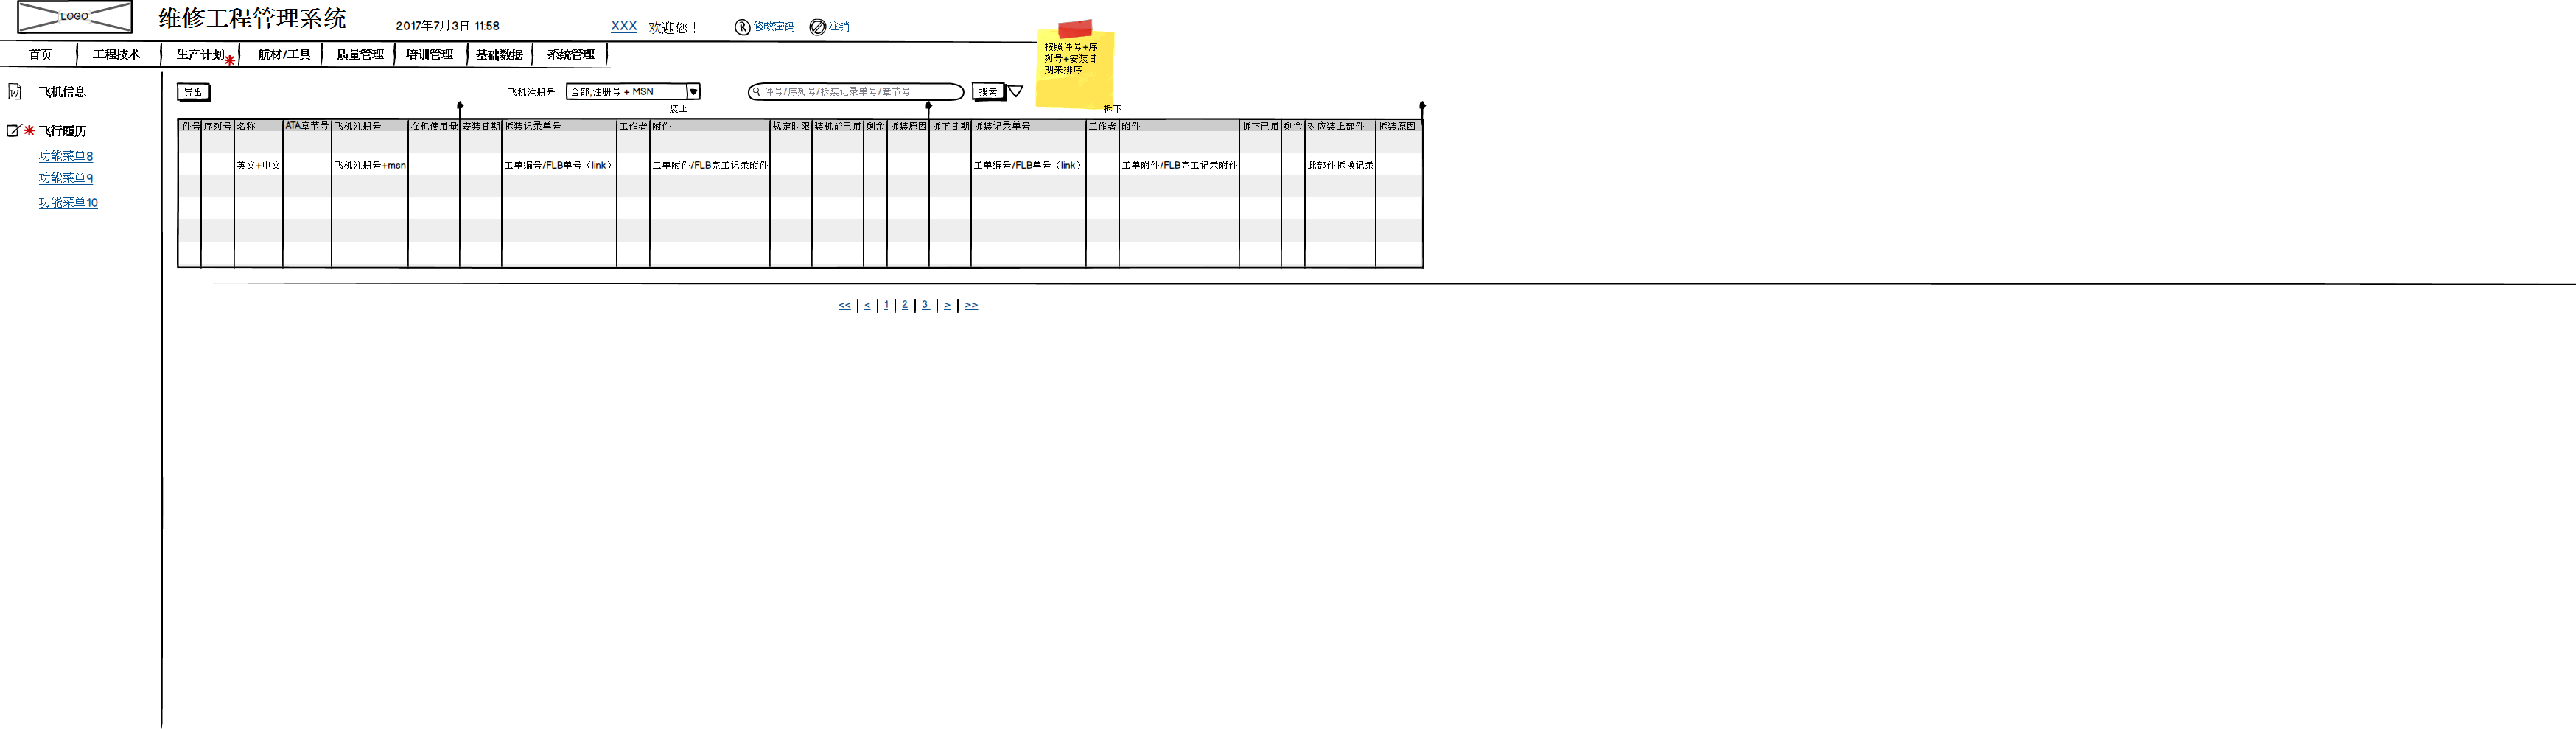 LOGO
维修工程管理系统
2017年7月3日 11:58
XXX 欢迎您！
修改密码
注销
首页
工程技术
生产计划
航材/工具
质量管理
培训管理
基础数据
系统管理
按照件号+序
列号+安装日
期来排序
飞机信息
飞行履历
功能菜单8
功能菜单9
功能菜单10
导出
飞机注册号
全部,注册号 + MSN
件号/序列号/拆装记录单号/章节号
搜索
装上
拆下
件号 序列号 名称 ATA章节号 飞机注册号 在机使用量 安装日期 拆装记录单号 工作者 附件 规定时限 装机前已用 剩余 拆装原因 拆下日期 拆装记录单号 工作者 附件 拆下已用 剩余 对应装上部件 拆装原因
英文+中文 飞机注册号+msn 工单编号/FLB单号（link） 工单附件/FLB完工记录附件 工单编号/FLB单号（link） 工单附件/FLB完工记录附件 此部件拆换记录
<< | < | 1 | 2 | 3 | > | >>